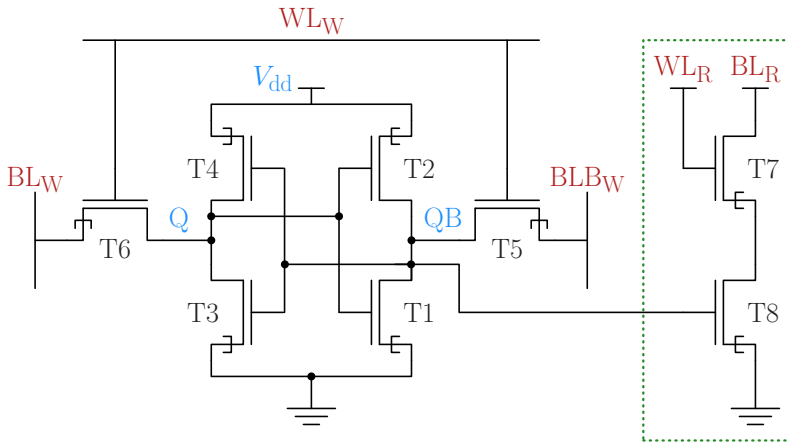 WL_W
WL_R
BL_R
V_dd
T4
T2
T7
BL_W
BLB_W
Q
QB
T6
T5
T3
T1
T8